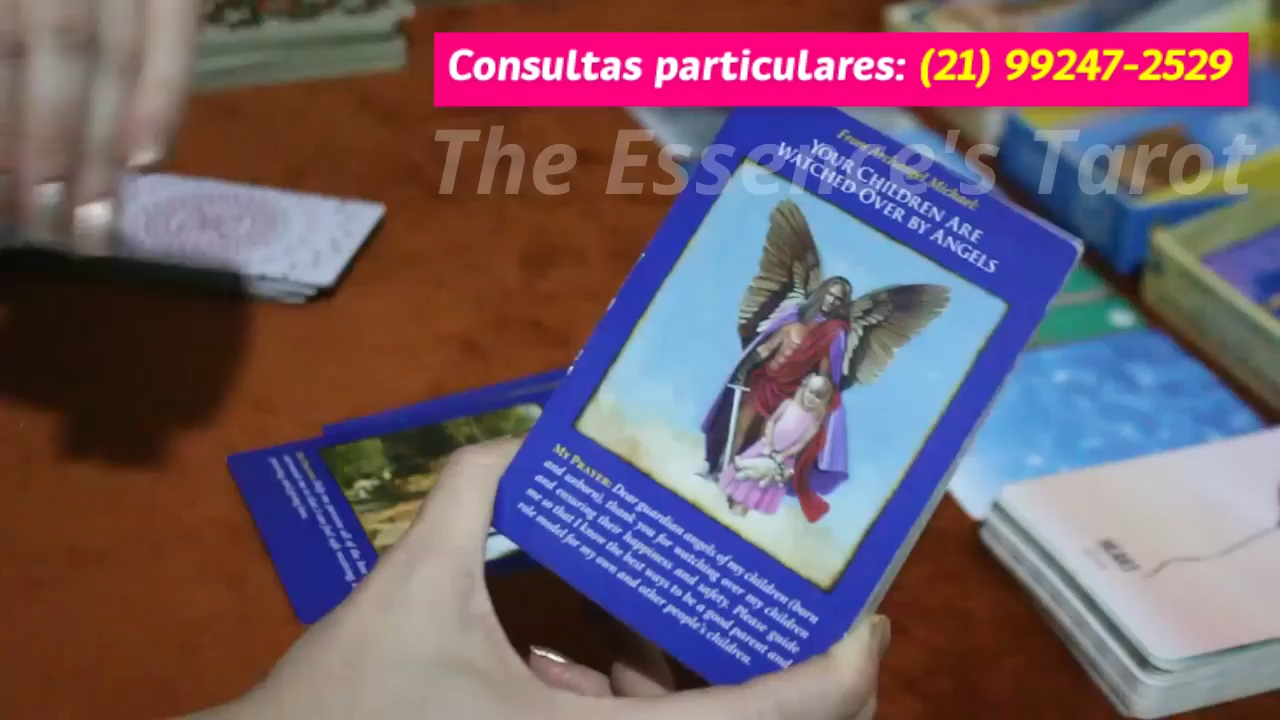 Consultas particulares: (21) 99247-2529
The Essence's Tarot
From Archangel Michael:
YOUR CHILDREN ARE
WATCHED OVER BY ANGELS
MY PRAYER: Dear guardian angels of my children (born
and unborn), thank you for watching over my children
and ensuring their happiness and safety. Please guide
me so that I know the best ways to be a good parent and
role model for my own and other people's children.
HEART